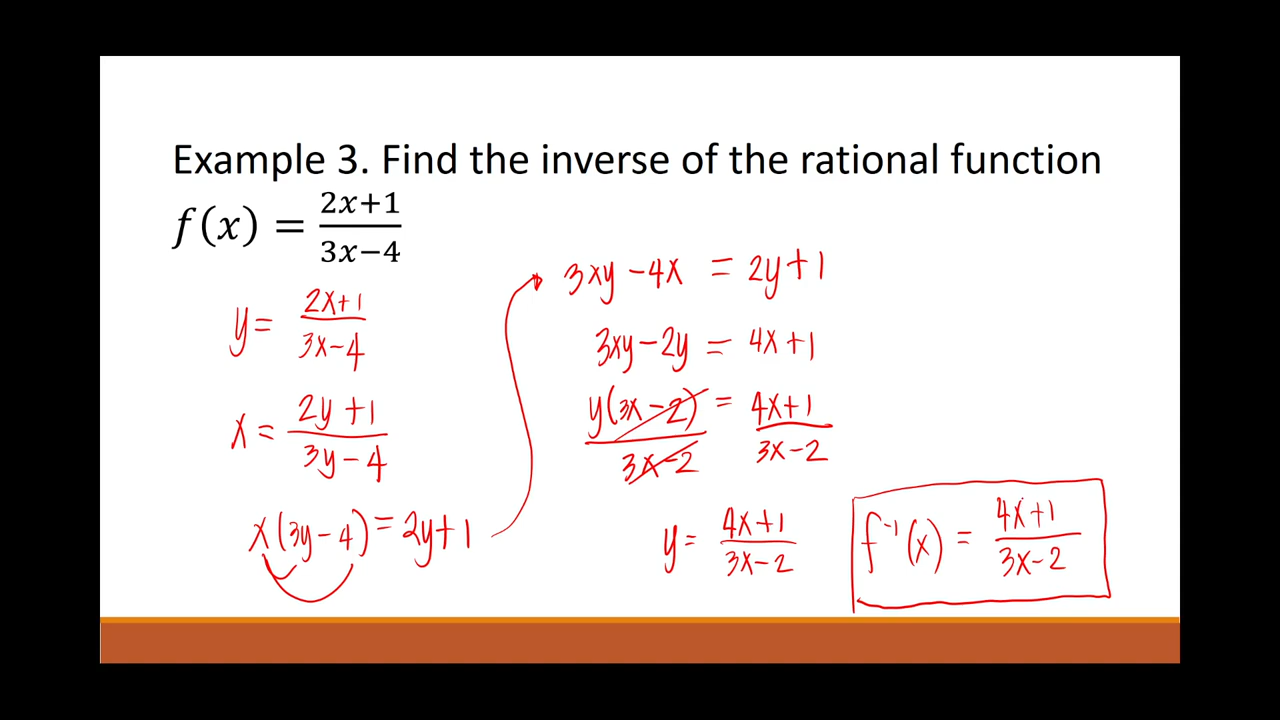 Example 3. Find the inverse of the rational function
f(x) = (2x+1)/(3x−4)
y = (2x+1)/(3x−4)
x = (2y+1)/(3y−4)
x(3y−4) = 2y+1
3xy −4x = 2y+1
3xy −2y = 4x+1
y(3x−2)/(3x−2) = (4x+1)/(3x−2)
y = (4x+1)/(3x−2)
f⁻¹(x) = (4x+1)/(3x−2)